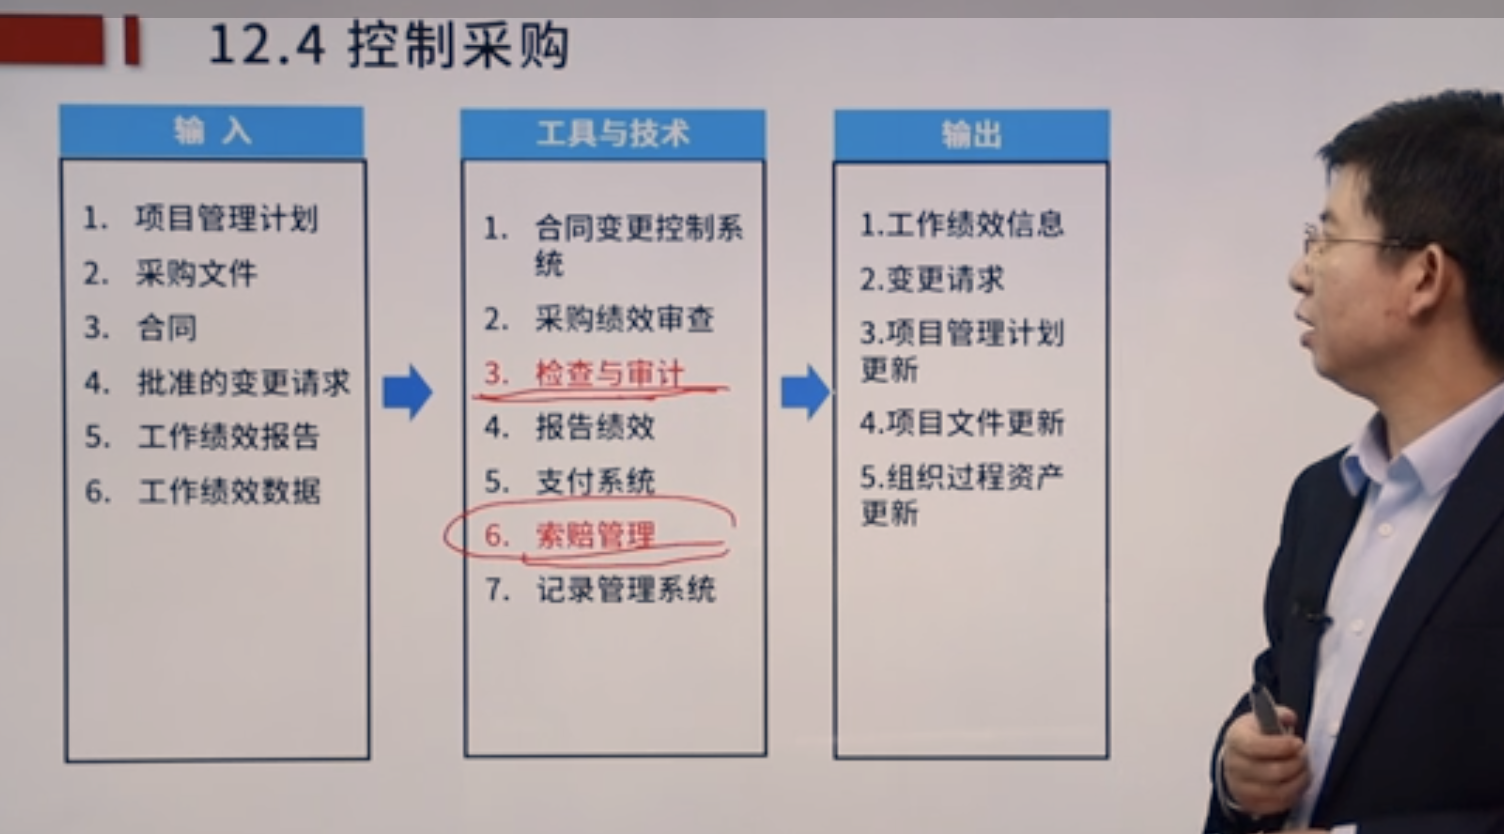 12.4 控制采购
输 入
1. 项目管理计划
2. 采购文件
3. 合同
4. 批准的变更请求
5. 工作绩效报告
6. 工作绩效数据
工具与技术
1. 合同变更控制系
统
2. 采购绩效审查
3. 检查与审计
4. 报告绩效
5. 支付系统
6. 索赔管理
7. 记录管理系统
输出
1.工作绩效信息
2.变更请求
3.项目管理计划
更新
4.项目文件更新
5.组织过程资产
更新